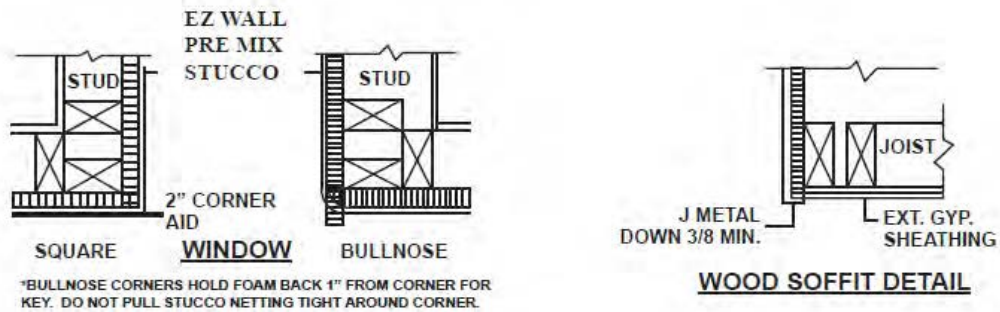 EZ WALL
PRE MIX
STUCCO
STUD
STUD
2” CORNER
AID
SQUARE
WINDOW
BULLNOSE
*BULLNOSE CORNERS HOLD FOAM BACK 1” FROM CORNER FOR
KEY. DO NOT PULL STUCCO NETTING TIGHT AROUND CORNER.
JOIST
J METAL
DOWN 3/8 MIN.
EXT. GYP.
SHEATHING
WOOD SOFFIT DETAIL